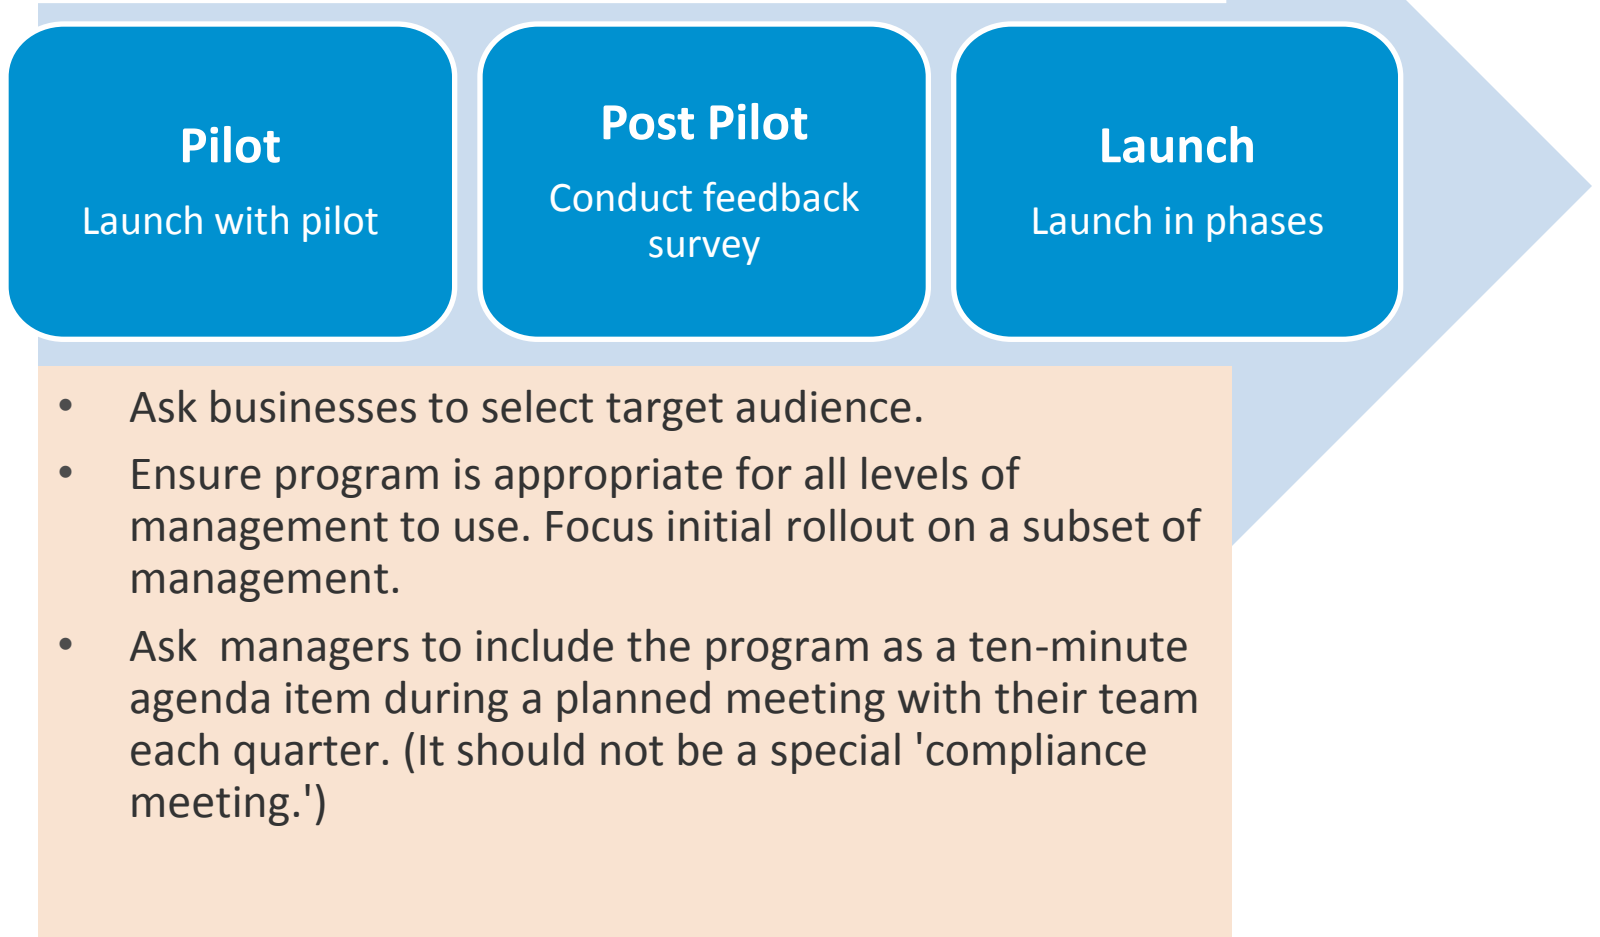 Pilot
Launch with pilot
Post Pilot
Conduct feedback
survey
Launch
Launch in phases
• Ask businesses to select target audience.
• Ensure program is appropriate for all levels of
management to use. Focus initial rollout on a subset of
management.
• Ask  managers to include the program as a ten-minute
agenda item during a planned meeting with their team
each quarter. (It should not be a special 'compliance
meeting.')